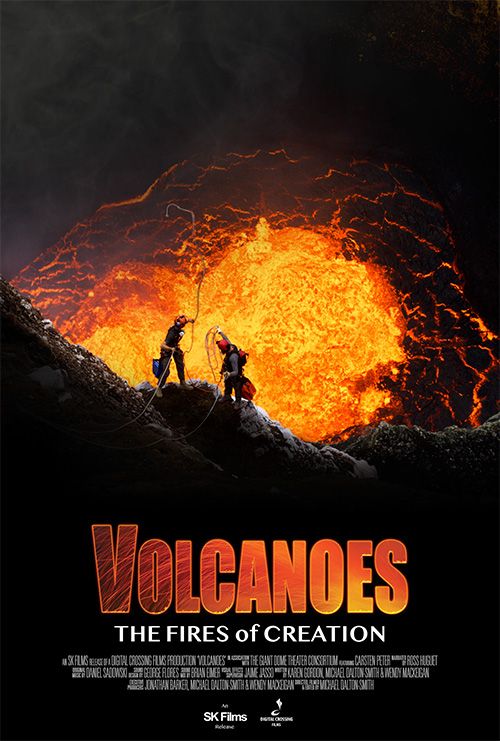 VOLCANOES
THE FIRES of CREATION
AN SK FILMS RELEASE OF A DIGITAL CROSSING FILMS PRODUCTION "VOLCANOES" IN ASSOCIATION WITH THE GIANT DOME THEATER CONSORTIUM FEATURING CARSTEN PETER NARRATED BY ROSS HUGUET
ORIGINAL MUSIC BY DANIEL SADOWSKI SOUND DESIGN BY GEORGE FLORES SOUND MIX BY BRIAN EIMER VISUAL EFFECTS SUPERVISOR JAIME JASSO WRITTEN BY KAREN GORDON, MICHAEL DALTON-SMITH & WENDY MACKEIGAN
EXECUTIVE PRODUCERS JONATHAN BARKER, MICHAEL DALTON-SMITH & WENDY MACKEIGAN DIRECTED, FILMED & EDITED BY MICHAEL DALTON-SMITH
An
SK Films
Release
DIGITAL CROSSING
FILMS